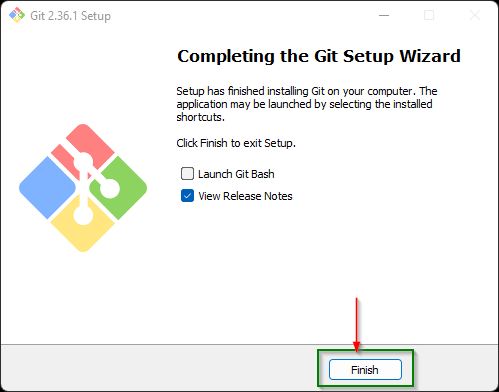 Git 2.36.1 Setup
Completing the Git Setup Wizard
Setup has finished installing Git on your computer. The
application may be launched by selecting the installed
shortcuts.
Click Finish to exit Setup.
Launch Git Bash
View Release Notes
Finish